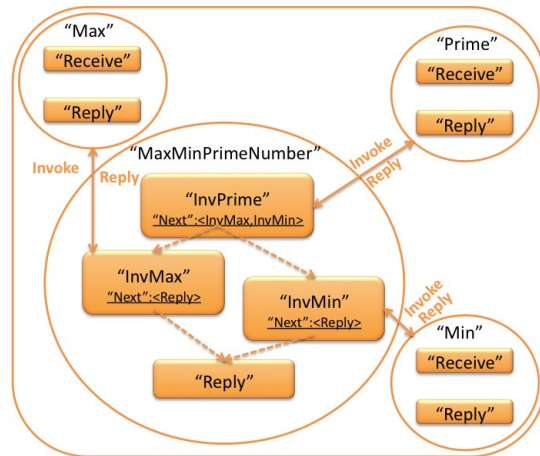 “Max”
“Receive”
“Reply”
“Prime”
“Receive”
“Reply”
Invoke
Reply
“MaxMinPrimeNumber”
Invoke
Reply
“InvPrime”
“Next”:<InvMax,InvMin>
“InvMax”
“Next”:<Reply>
“InvMin”
“Next”:<Reply>
Invoke
Reply
“Reply”
“Min”
“Receive”
“Reply”